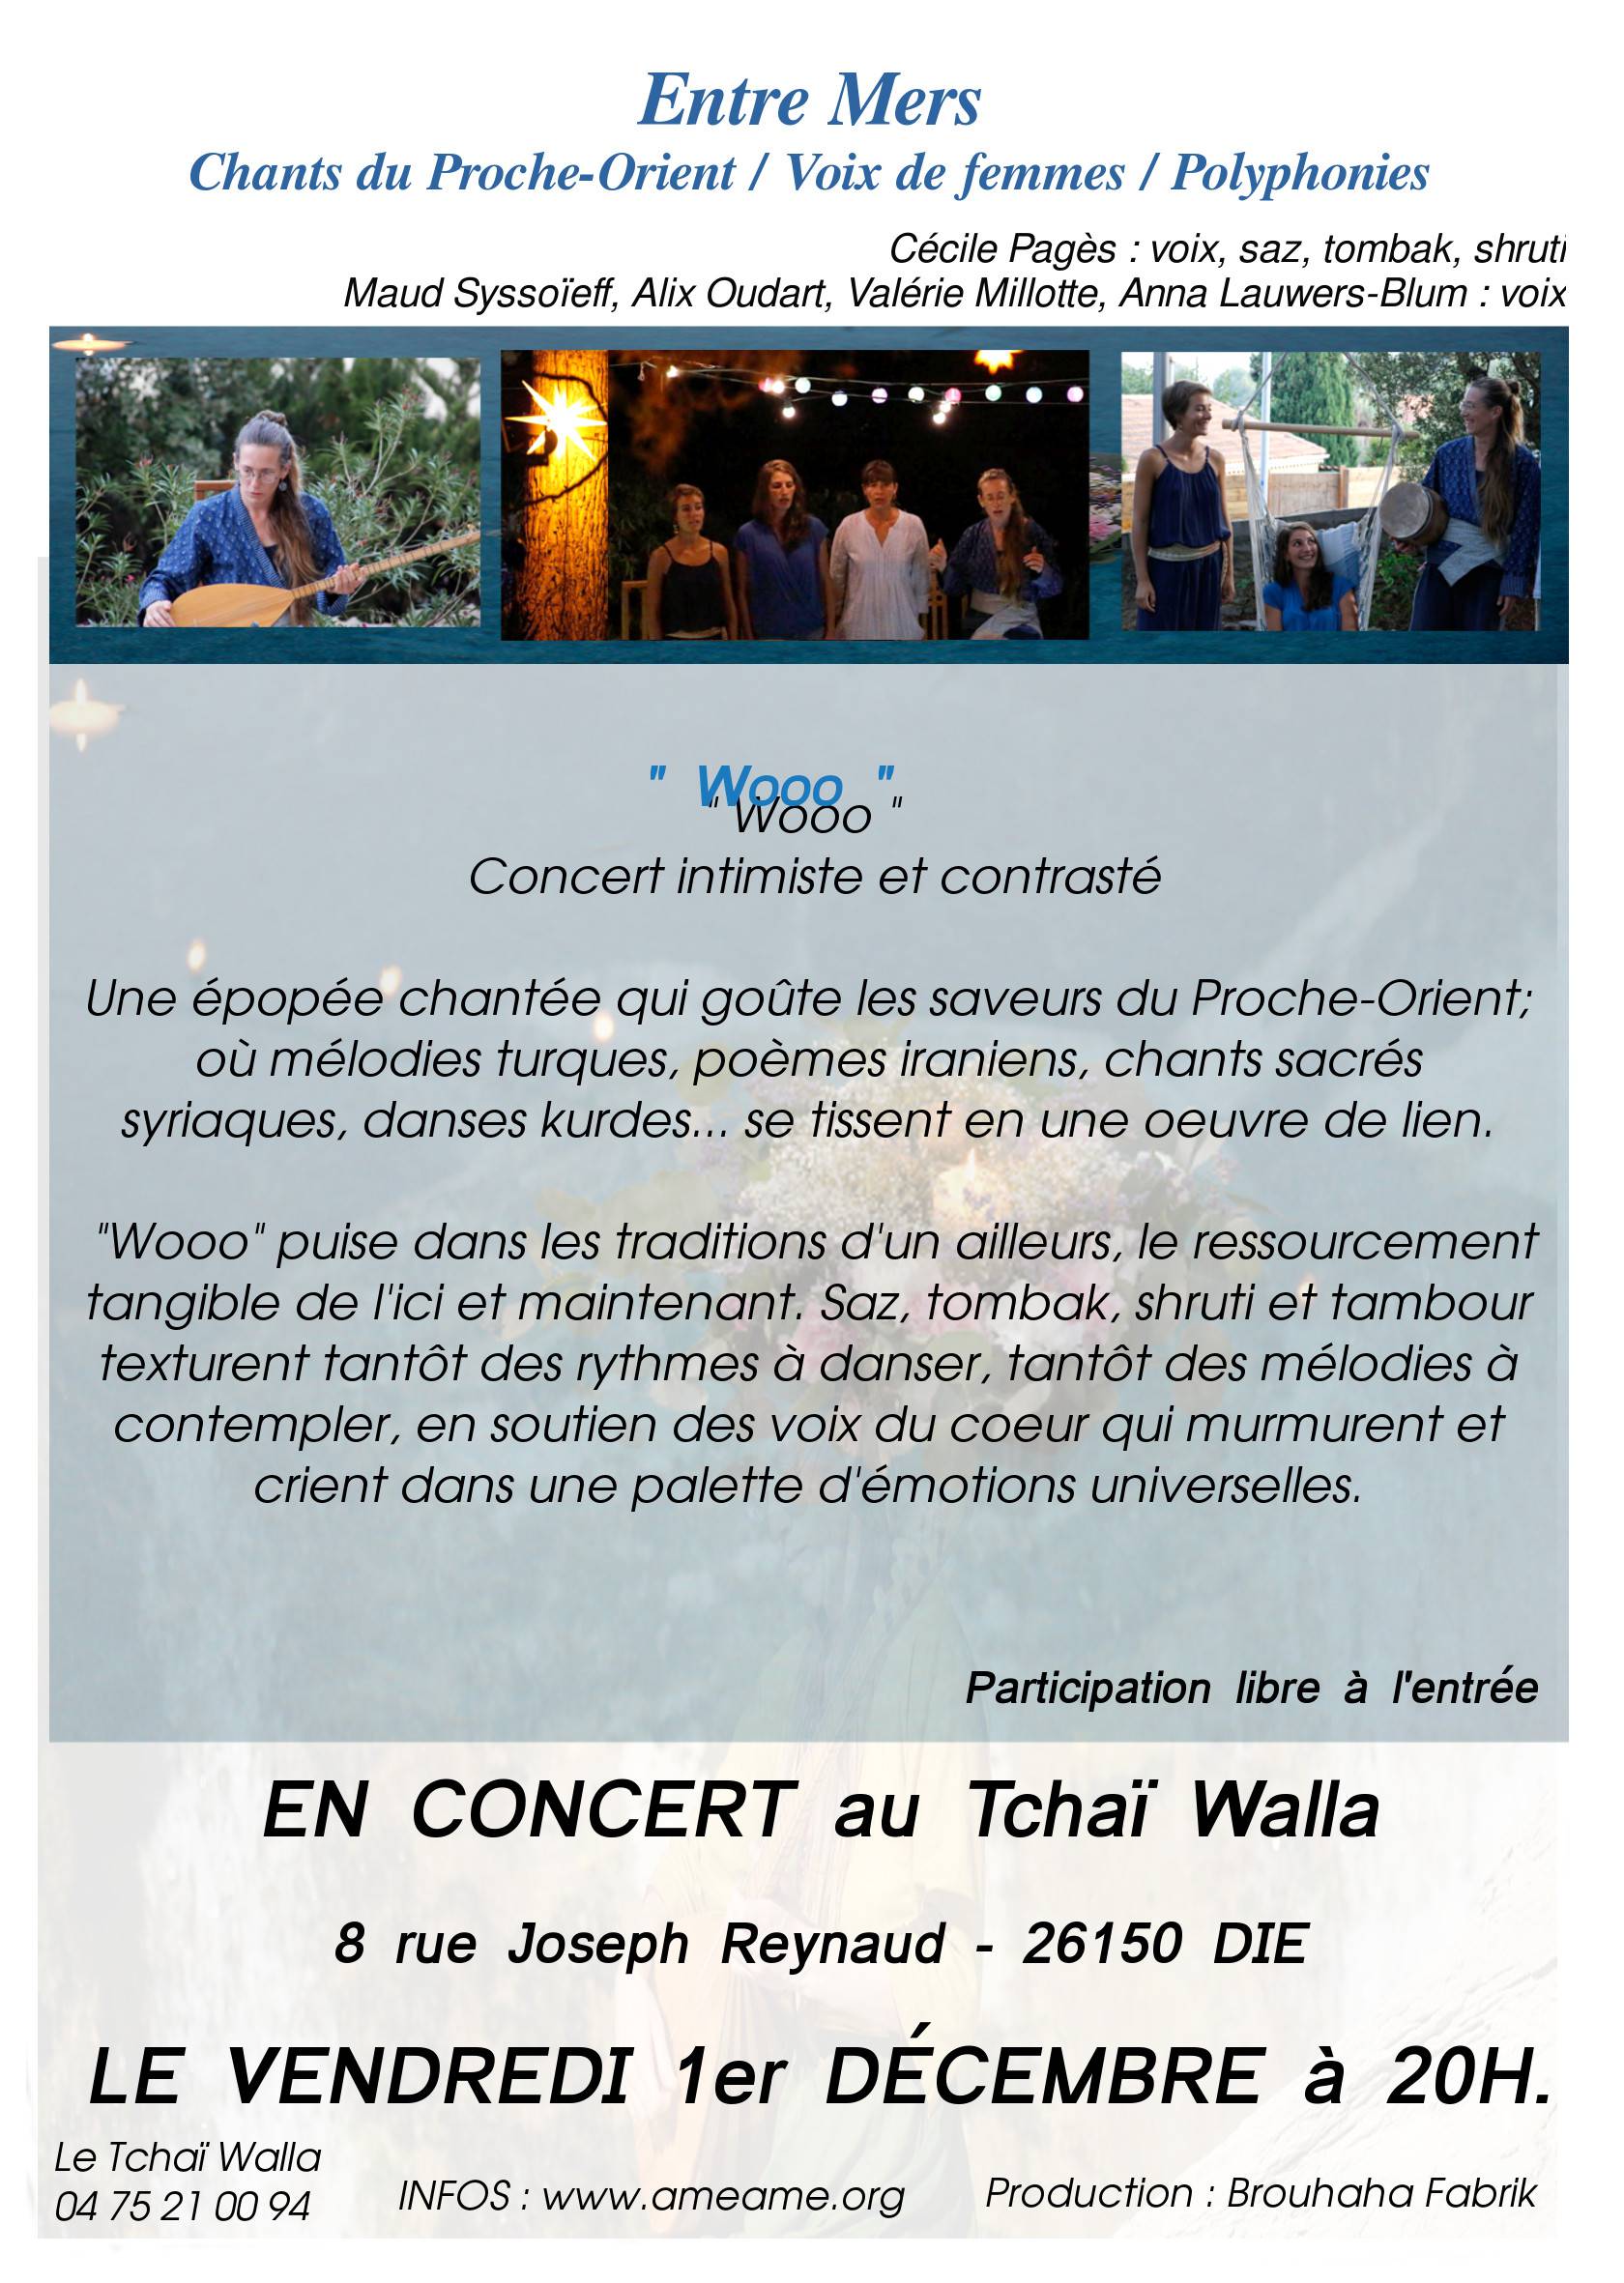 Entre Mers
Chants du Proche-Orient / Voix de femmes / Polyphonies
Cécile Pagès : voix, saz, tombak, shruti
Maud Syssoïeff, Alix Oudart, Valérie Millotte, Anna Lauwers-Blum : voix
" Wooo "
" Wooo "
Concert intimiste et contrasté
Une épopée chantée qui goûte les saveurs du Proche-Orient;
où mélodies turques, poèmes iraniens, chants sacrés
syriaques, danses kurdes... se tissent en une oeuvre de lien.
"Wooo" puise dans les traditions d'un ailleurs, le ressourcement
tangible de l'ici et maintenant. Saz, tombak, shruti et tambour
texturent tantôt des rythmes à danser, tantôt des mélodies à
contempler, en soutien des voix du coeur qui murmurent et
crient dans une palette d'émotions universelles.
Participation libre à l'entrée
EN CONCERT au Tchaï Walla
8 rue Joseph Reynaud - 26150 DIE
LE VENDREDI 1er DÉCEMBRE à 20H.
Le Tchaï Walla
04 75 21 00 94
INFOS : www.ameame.org
Production : Brouhaha Fabrik